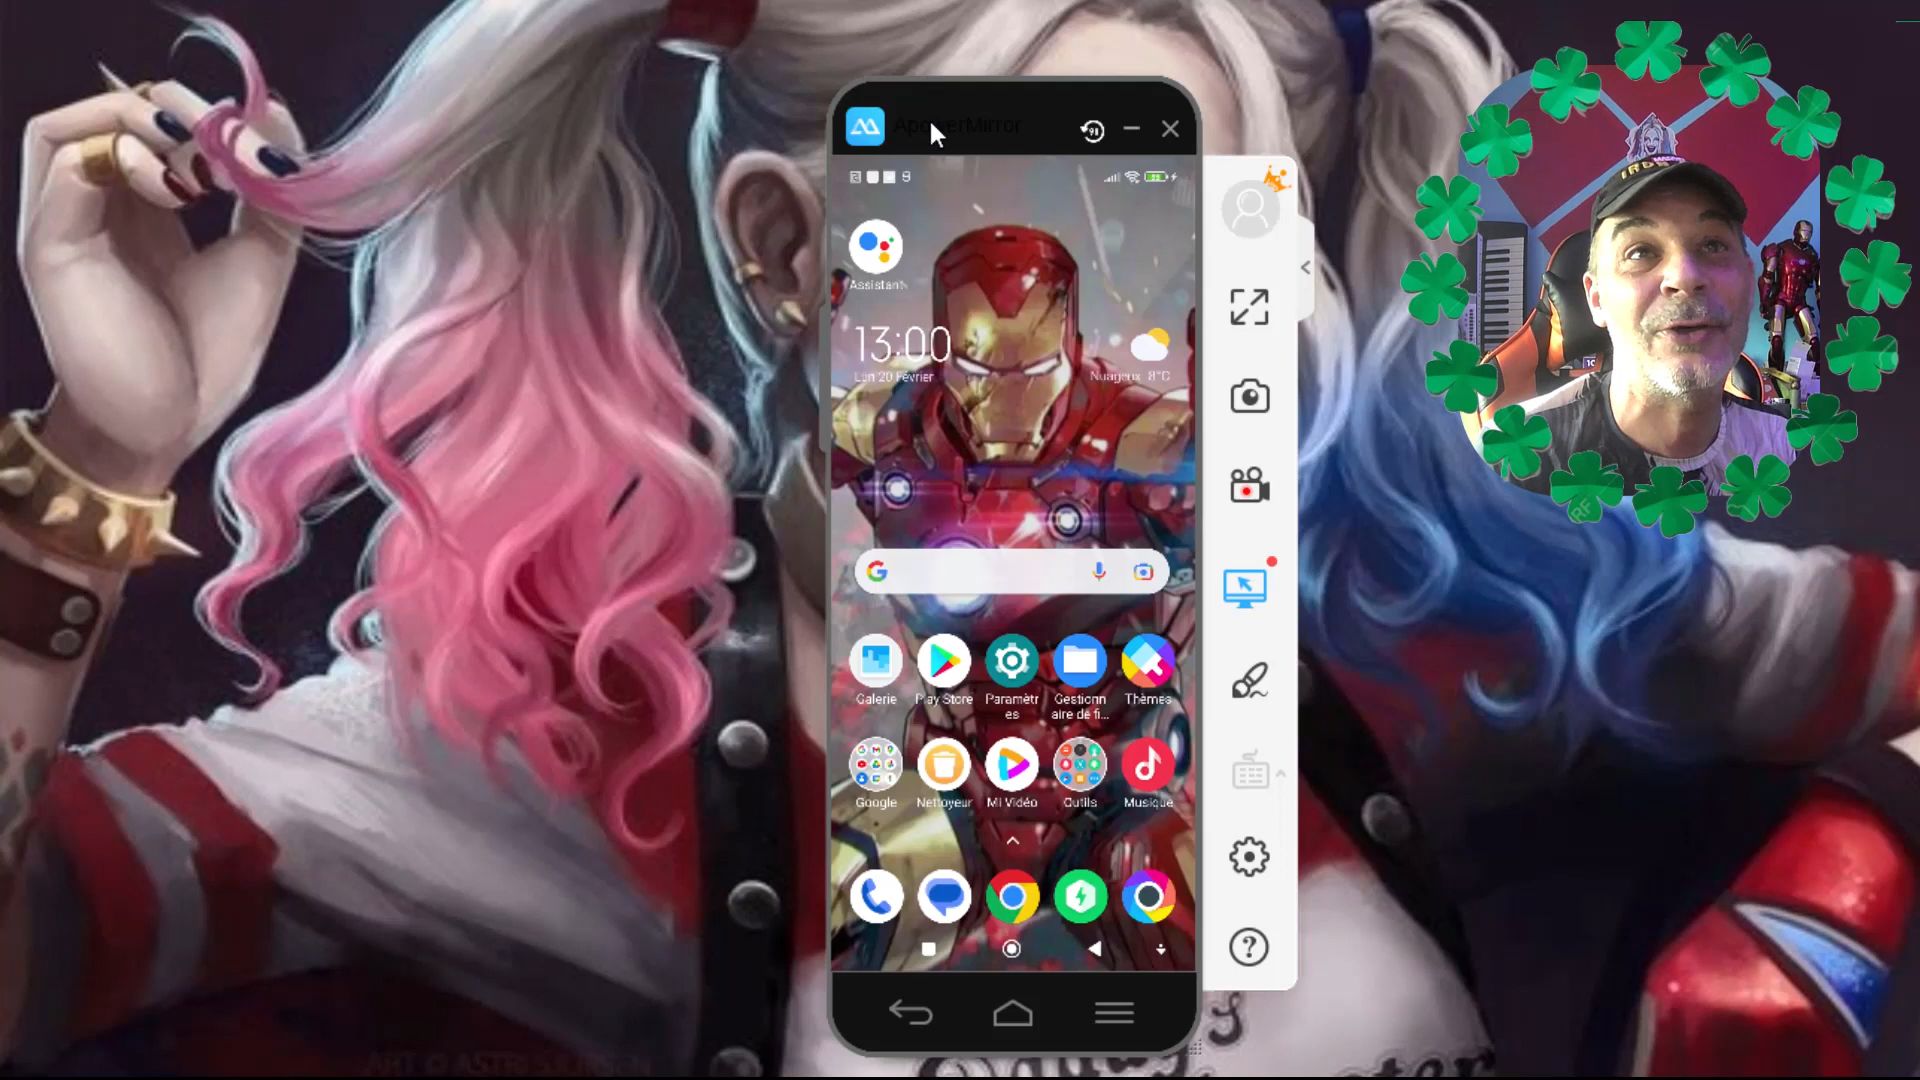 ApowerMirror
Assistant
13:00
Lun 20 Février
Nuageux 8°C
Galerie
Play Store
Paramètr
es
Gestionn
aire de fi...
Thèmes
Google
Nettoyeur
Mi Vidéo
Outils
Musique
IRON